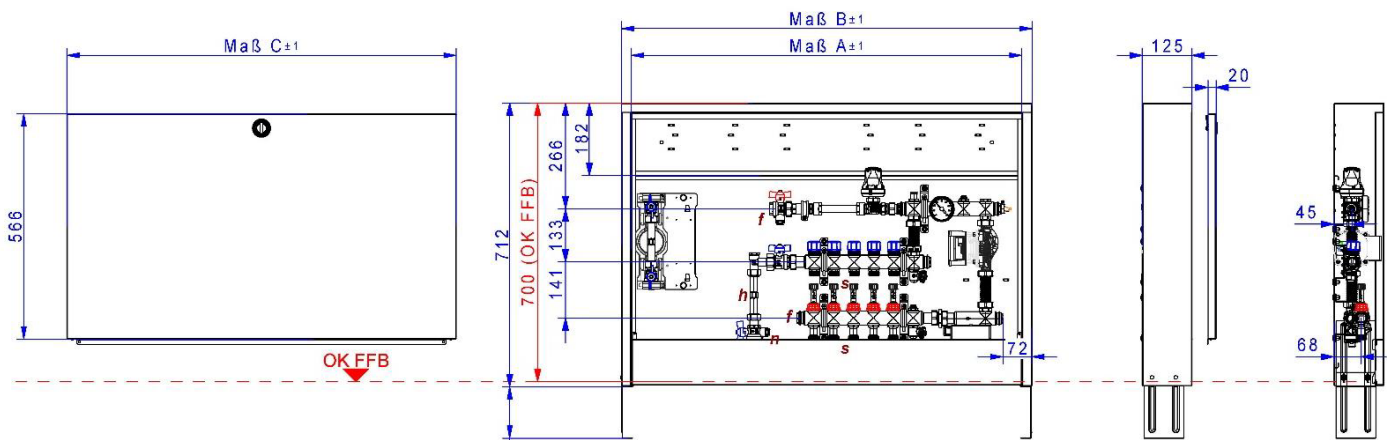 Maß C±1
566
OK FFB
Maß B±1
Maß A±1
712
700 (OK FFB)
266
182
133
141
f
h
s
f
n
s
72
125
20
45
68